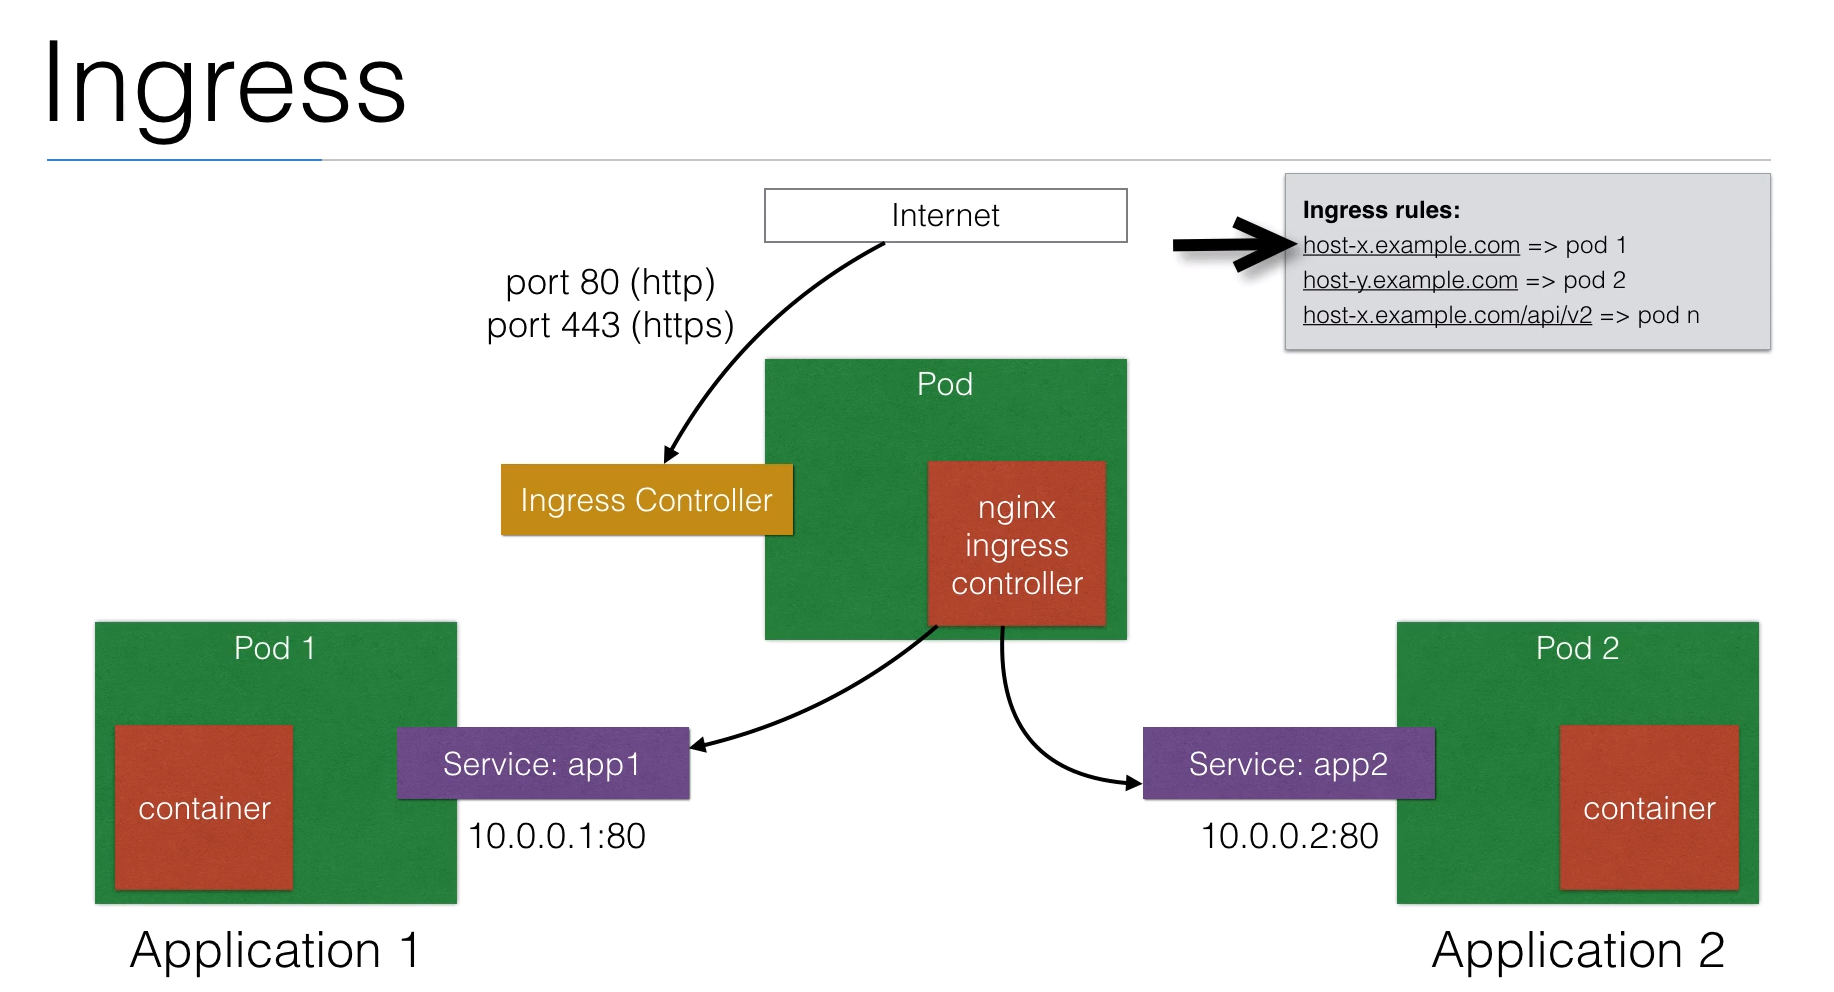 Ingress
Internet
Ingress rules:
host-x.example.com => pod 1
host-y.example.com => pod 2
host-x.example.com/api/v2 => pod n
port 80 (http)
port 443 (https)
Pod
Ingress Controller
nginx
ingress
controller
Pod 1
container
Service: app1
10.0.0.1:80
Application 1
Pod 2
Service: app2
container
10.0.0.2:80
Application 2